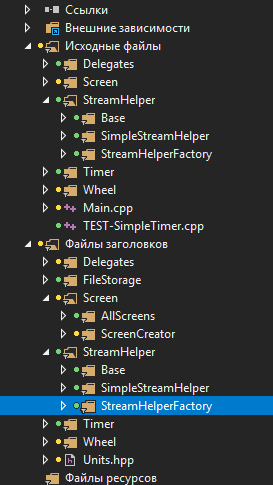 Ссылки
Внешние зависимости
Исходные файлы
Delegates
Screen
StreamHelper
Base
SimpleStreamHelper
StreamHelperFactory
Timer
Wheel
Main.cpp
TEST-SimpleTimer.cpp
Файлы заголовков
Delegates
FileStorage
Screen
AllScreens
ScreenCreator
StreamHelper
Base
SimpleStreamHelper
StreamHelperFactory
Timer
Wheel
Units.hpp
Файлы ресурсов